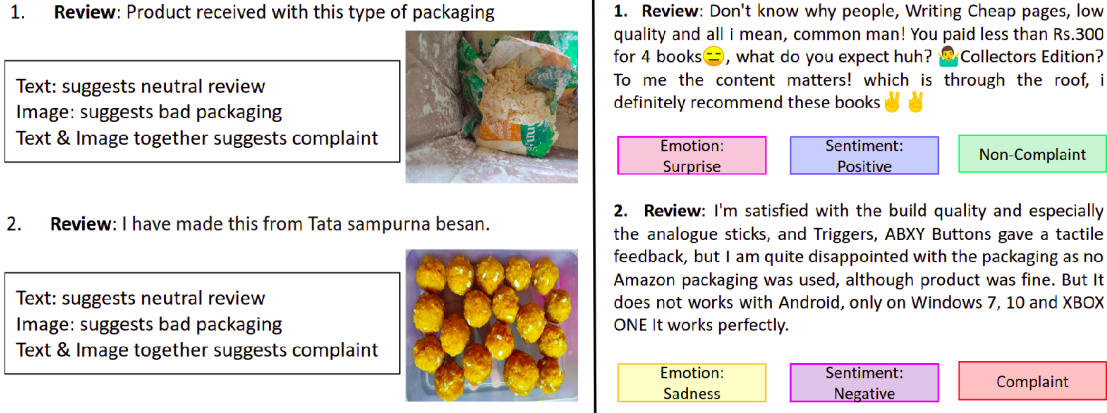 1. Review: Product received with this type of packaging
Text: suggests neutral review
Image: suggests bad packaging
Text & Image together suggests complaint
2. Review: I have made this from Tata sampurna besan.
Text: suggests neutral review
Image: suggests bad packaging
Text & Image together suggests complaint
1. Review: Don't know why people, Writing Cheap pages, low
quality and all i mean, common man! You paid less than Rs.300
for 4 books😑, what do you expect huh? 🤷‍♂️Collectors Edition?
To me the content matters! which is through the roof, i
definitely recommend these books✌️✌️
Emotion:
Surprise
Sentiment:
Positive
Non-Complaint
2. Review: I'm satisfied with the build quality and especially
the analogue sticks, and Triggers, ABXY Buttons gave a tactile
feedback, but I am quite disappointed with the packaging as no
Amazon packaging was used, although product was fine. But It
does not works with Android, only on Windows 7, 10 and XBOX
ONE It works perfectly.
Emotion:
Sadness
Sentiment:
Negative
Complaint